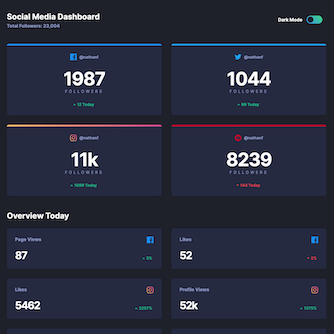 Social Media Dashboard
Total Followers: 23,004
Dark Mode
@nathanf
1987
FOLLOWERS
12 Today
@nathanf
1044
FOLLOWERS
99 Today
@nathanf
11k
FOLLOWERS
1099 Today
@nathanf
8239
FOLLOWERS
144 Today
Overview Today
Page Views
87
3%
Likes
52
2%
Likes
5462
2257%
Profile Views
52k
1375%